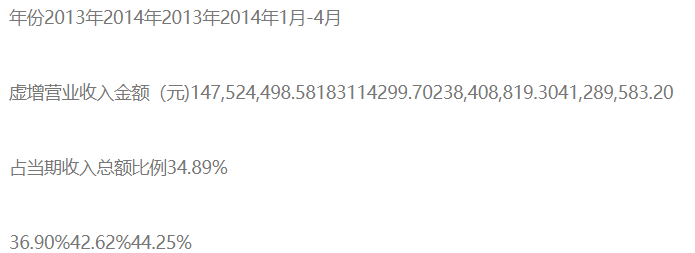 年份2013年2014年2013年2014年1月-4月
虚增营业收入金额（元)147,524,498.58183114299.70238,408,819.3041,289,583.20
占当期收入总额比例34.89%
36.90%42.62%44.25%